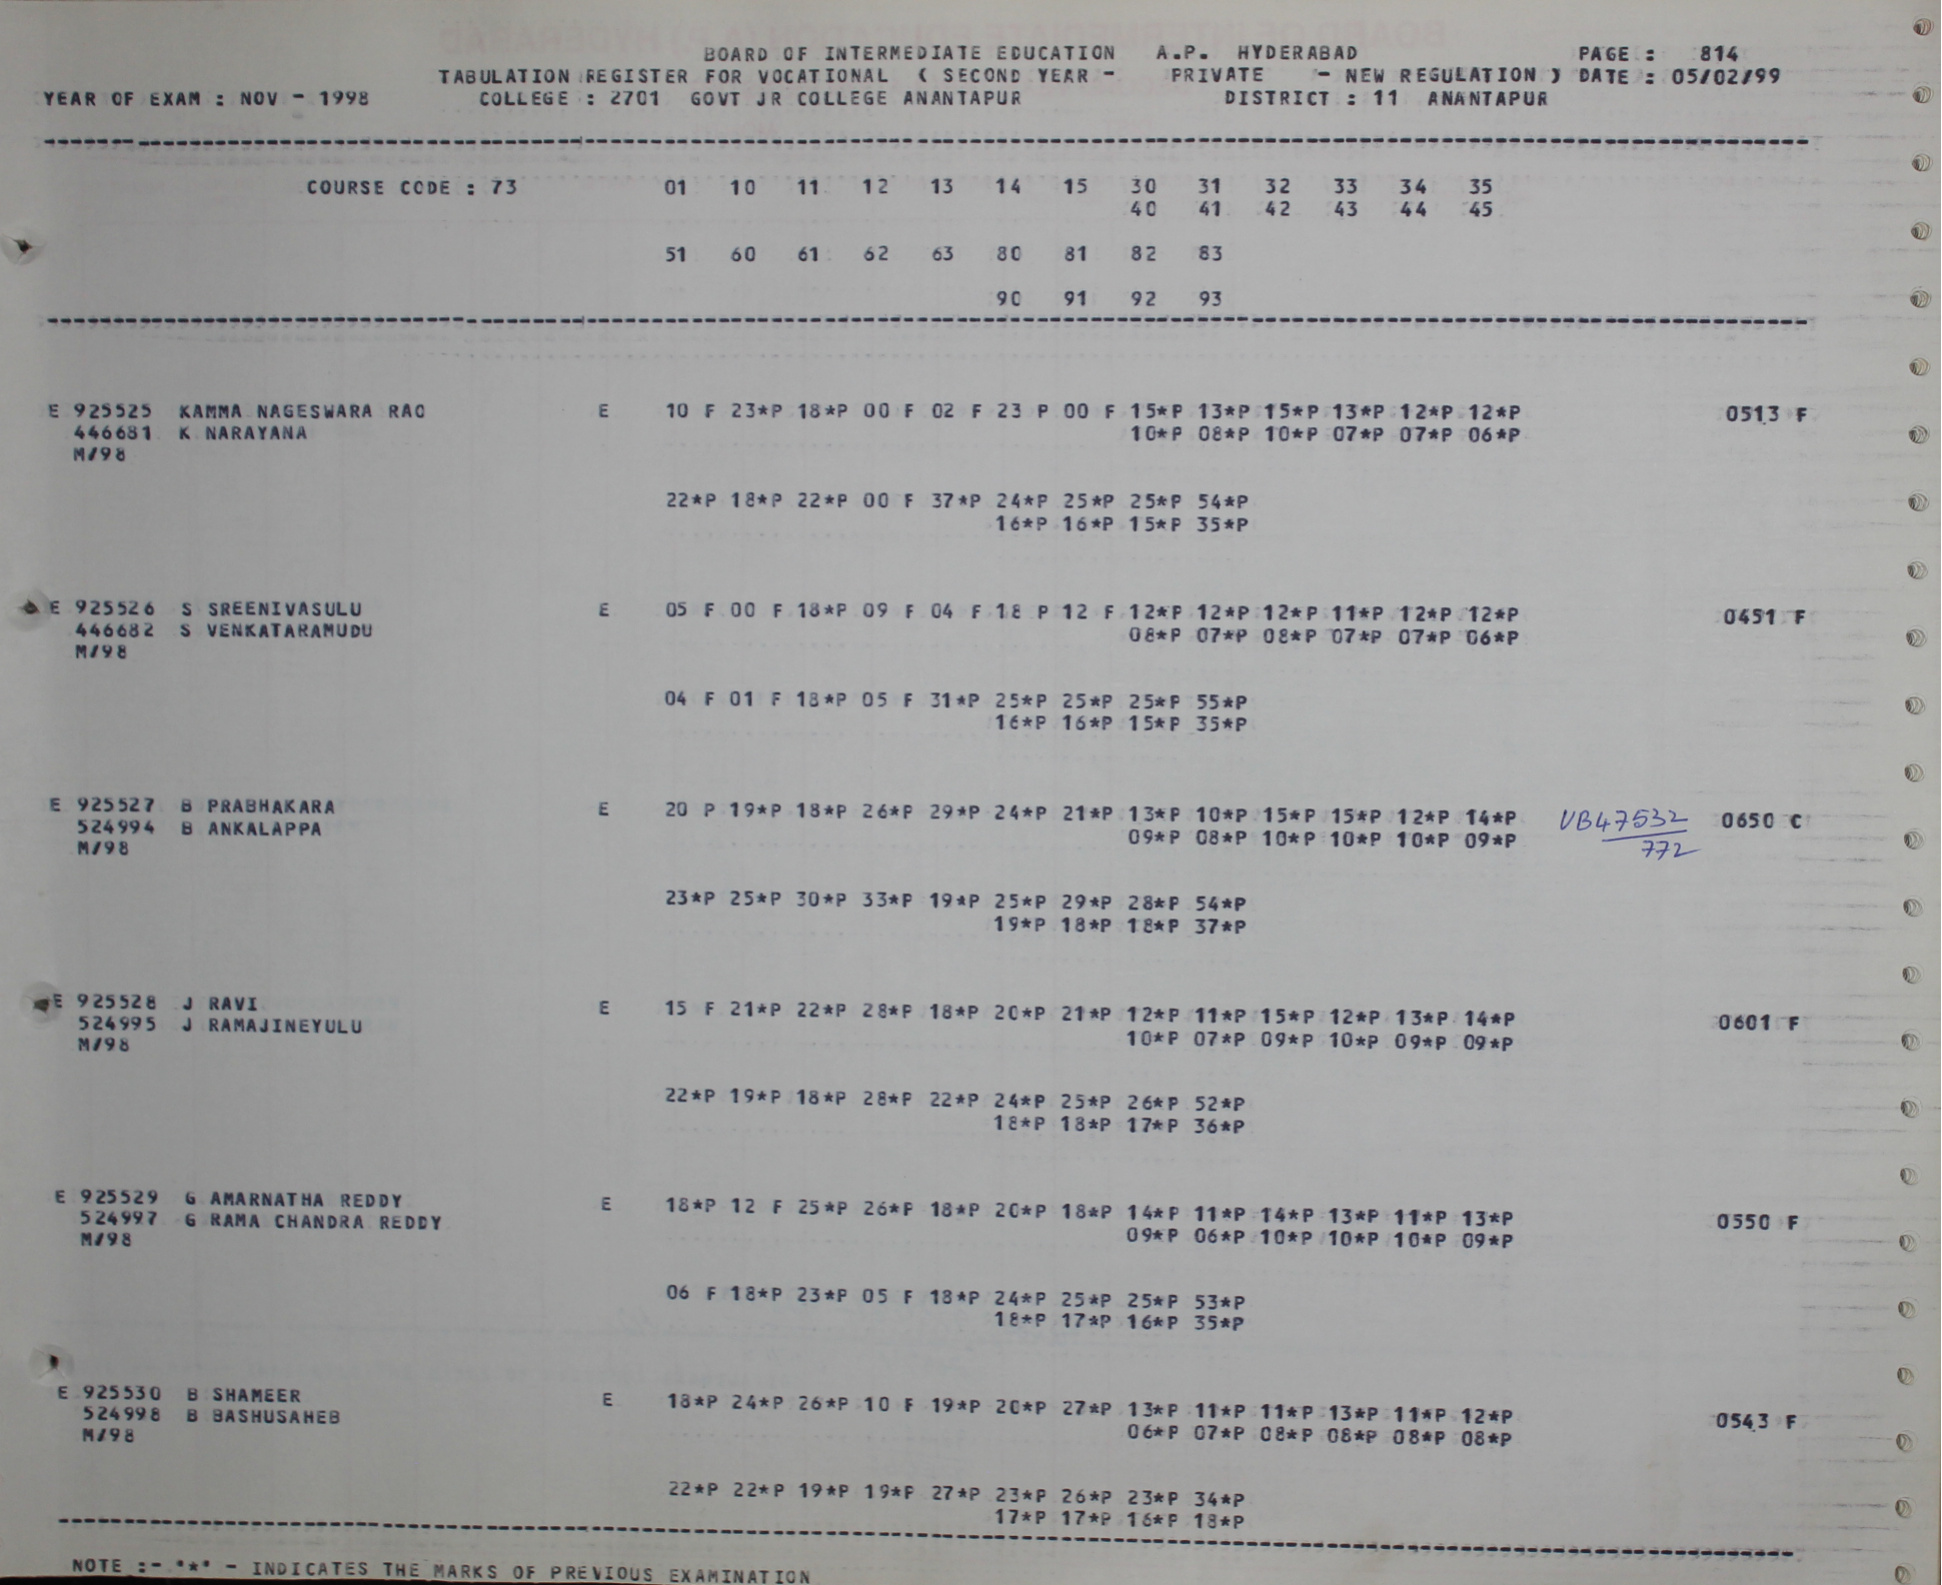 BOARD OF INTERMEDIATE EDUCATION A.P. HYDERABAD PAGE : 814
TABULATION REGISTER FOR VOCATIONAL ( SECOND YEAR - PRIVATE - NEW REGULATION ) DATE : 05/02/99
YEAR OF EXAM : NOV - 1998 COLLEGE : 2701 GOVT JR COLLEGE ANANTAPUR DISTRICT : 11 ANANTAPUR
COURSE CODE : 73 01 10 11 12 13 14 15 30 31 32 33 34 35
40 41 42 43 44 45
51 60 61 62 63 80 81 82 83
90 91 92 93
E 925525 KAMMA NAGESWARA RAO E 10 F 23*P 18*P 00 F 02 F 23 P 00 F 15*P 13*P 15*P 13*P 12*P 12*P 0513 F
446681 K NARAYANA 10*P 08*P 10*P 07*P 07*P 06*P
M/98
22*P 18*P 22*P 00 F 37*P 24*P 25*P 25*P 54*P
16*P 16*P 15*P 35*P
E 925526 S SREENIVASULU E 05 F 00 F 18*P 09 F 04 F 18 P 12 F 12*P 12*P 12*P 11*P 12*P 12*P 0451 F
446682 S VENKATARAMUDU 08*P 07*P 08*P 07*P 07*P 06*P
M/98
04 F 01 F 18*P 05 F 31*P 25*P 25*P 25*P 55*P
16*P 16*P 15*P 35*P
E 925527 B PRABHAKARA E 20 P 19*P 18*P 26*P 29*P 24*P 21*P 13*P 10*P 15*P 15*P 12*P 14*P VB47532 0650 C
524994 B ANKALAPPA 09*P 08*P 10*P 10*P 10*P 09*P 772
M/98
23*P 25*P 30*P 33*P 19*P 25*P 29*P 28*P 54*P
19*P 18*P 18*P 37*P
E 925528 J RAVI E 15 F 21*P 22*P 28*P 18*P 20*P 21*P 12*P 11*P 15*P 12*P 13*P 14*P 0601 F
524995 J RAMAJINEYULU 10*P 07*P 09*P 10*P 09*P 09*P
M/98
22*P 19*P 18*P 28*P 22*P 24*P 25*P 26*P 52*P
18*P 18*P 17*P 36*P
E 925529 G AMARNATHA REDDY E 18*P 12 F 25*P 26*P 18*P 20*P 18*P 14*P 11*P 14*P 13*P 11*P 13*P 0550 F
524997 G RAMA CHANDRA REDDY 09*P 06*P 10*P 10*P 10*P 09*P
M/98
06 F 18*P 23*P 05 F 18*P 24*P 25*P 25*P 53*P
18*P 17*P 16*P 35*P
E 925530 B SHAMEER E 18*P 24*P 26*P 10 F 19*P 20*P 27*P 13*P 11*P 11*P 13*P 11*P 12*P 0543 F
524998 B BASHUSAHEB 06*P 07*P 08*P 08*P 08*P 08*P
M/98
22*P 22*P 19*P 19*P 27*P 23*P 26*P 23*P 34*P
17*P 17*P 16*P 18*P
NOTE :- "*" - INDICATES THE MARKS OF PREVIOUS EXAMINATION